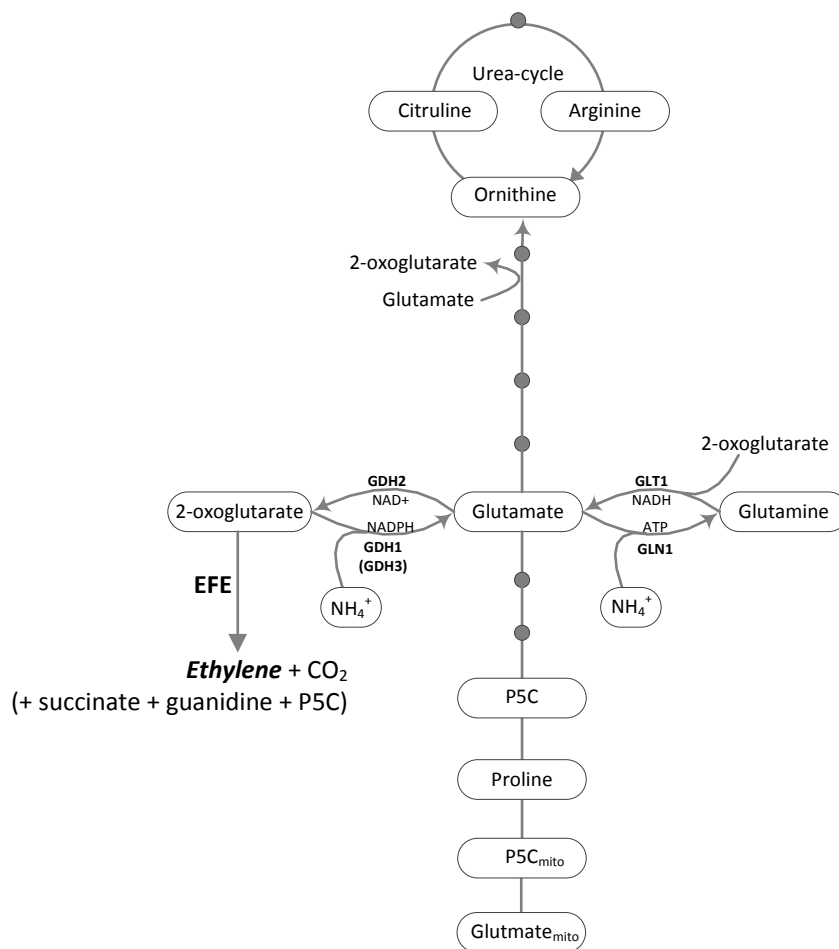 Urea-cycle
Citruline
Arginine
Ornithine
2-oxoglutarate
Glutamate
2-oxoglutarate
GDH2
NAD+
GLT1
NADH
2-oxoglutarate
Glutamate
Glutamine
NADPH
GDH1
(GDH3)
ATP
GLN1
EFE
NH₄⁺
NH₄⁺
Ethylene + CO₂
(+ succinate + guanidine + P5C)
P5C
Proline
P5Cmito
Glutmatemito